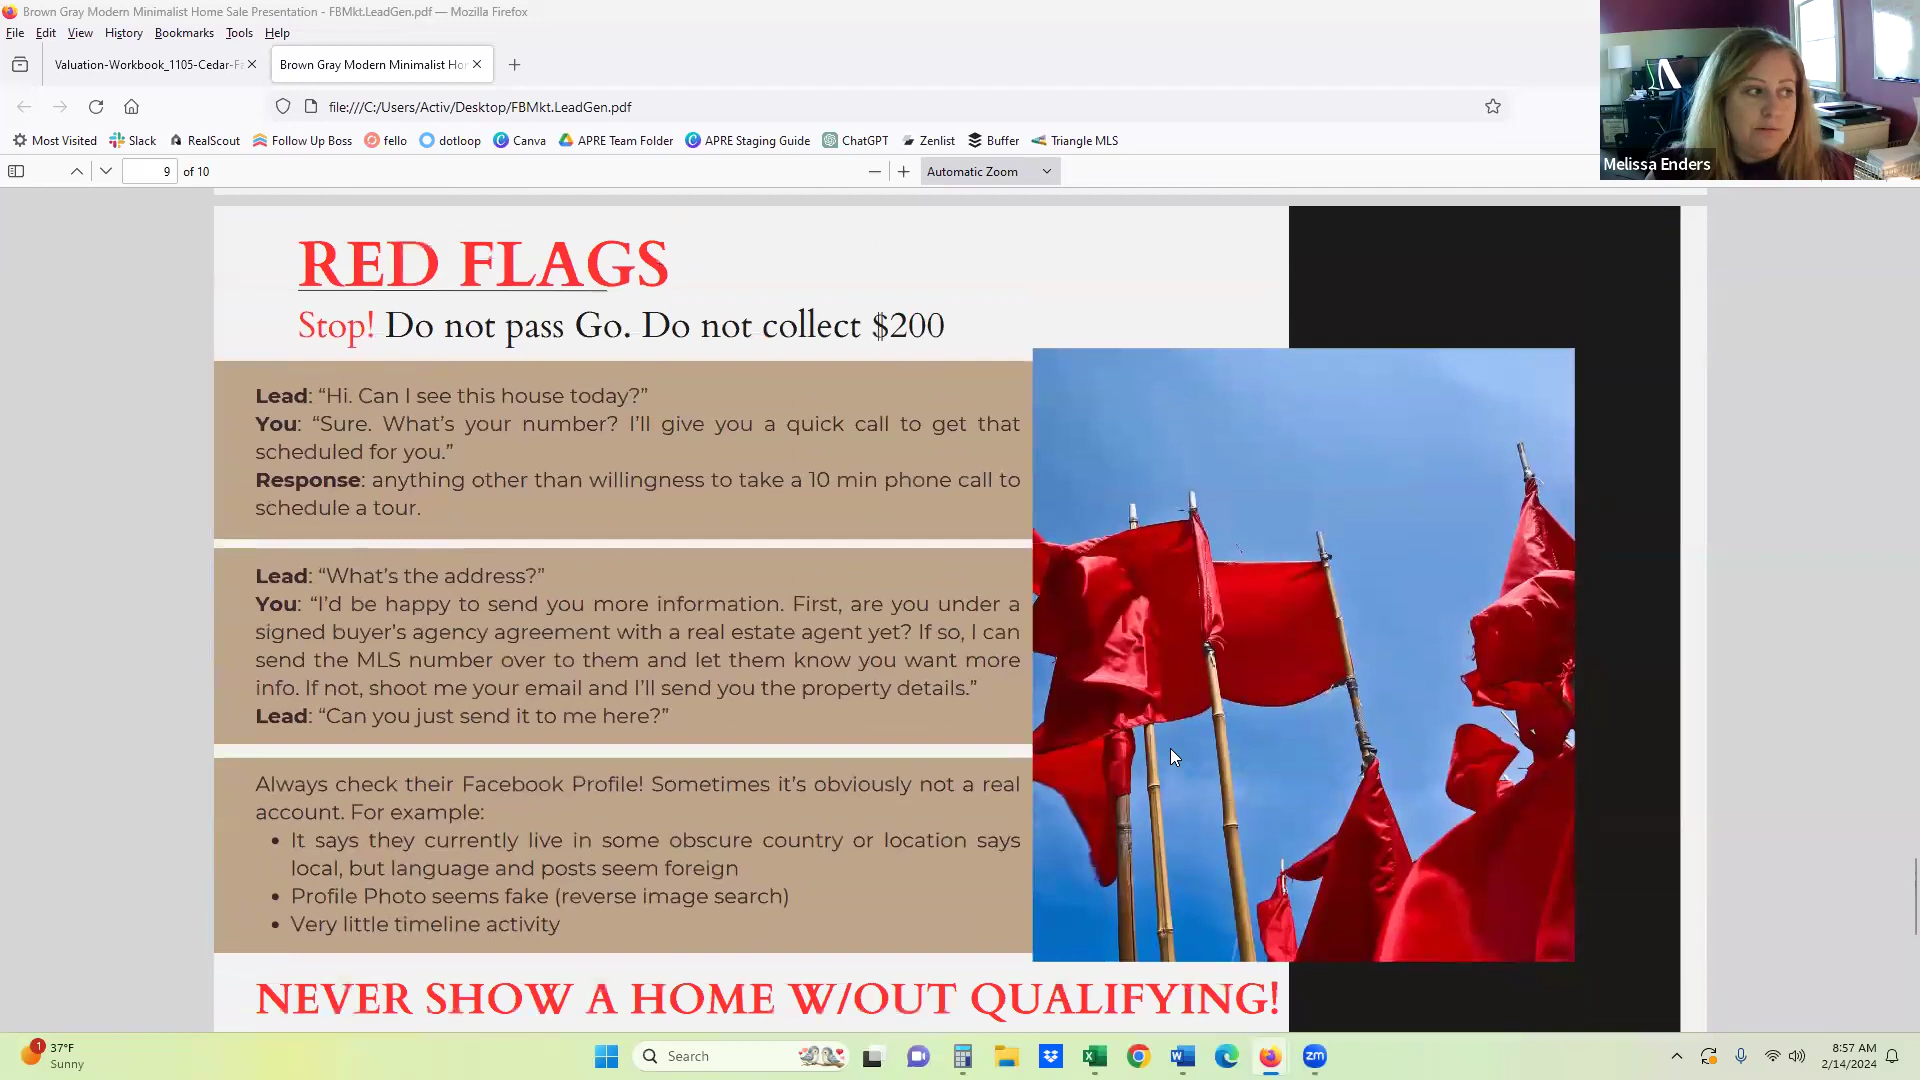 Brown Gray Modern Minimalist Home Sale Presentation - FBMkt.LeadGen.pdf — Mozilla Firefox
File Edit View History Bookmarks Tools Help
Valuation-Workbook_1105-Cedar-Fa
Brown Gray Modern Minimalist Ho
file:///C:/Users/Activ/Desktop/FBMkt.LeadGen.pdf
Most Visited Slack RealScout Follow Up Boss fello dotloop Canva APRE Team Folder APRE Staging Guide ChatGPT Zenlist Buffer Triangle MLS
Melissa Enders
9 of 10 Automatic Zoom
RED FLAGS
Stop! Do not pass Go. Do not collect $200
Lead: “Hi. Can I see this house today?”
You: “Sure. What’s your number? I’ll give you a quick call to get that
scheduled for you.”
Response: anything other than willingness to take a 10 min phone call to
schedule a tour.
Lead: “What’s the address?”
You: “I’d be happy to send you more information. First, are you under a
signed buyer’s agency agreement with a real estate agent yet? If so, I can
send the MLS number over to them and let them know you want more
info. If not, shoot me your email and I’ll send you the property details.”
Lead: “Can you just send it to me here?”
Always check their Facebook Profile! Sometimes it’s obviously not a real
account. For example:
• It says they currently live in some obscure country or location says
local, but language and posts seem foreign
• Profile Photo seems fake (reverse image search)
• Very little timeline activity
NEVER SHOW A HOME W/OUT QUALIFYING!
1
37°F
Sunny
Search
zm
8:57 AM
2/14/2024